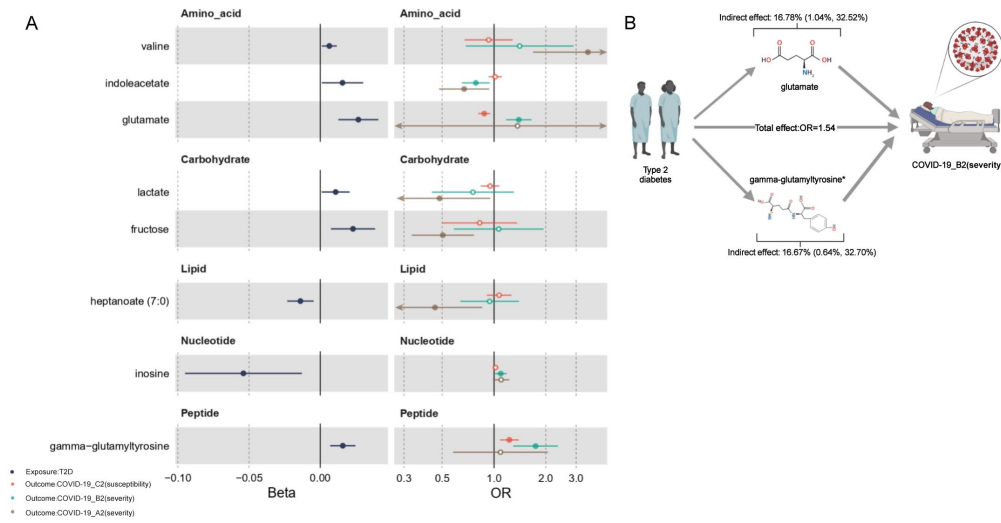 A
Amino_acid
Amino_acid
valine
indoleacetate
glutamate
Carbohydrate
Carbohydrate
lactate
fructose
Lipid
Lipid
heptanoate (7:0)
Nucleotide
Nucleotide
inosine
Peptide
Peptide
gamma−glutamyltyrosine
−0.10
−0.05
0.00
0.3
0.5
1.0
2.0
3.0
Beta
OR
Exposure:T2D
Outcome:COVID-19_C2(susceptibility)
Outcome:COVID-19_B2(severity)
Outcome:COVID-19_A2(severity)
B
Indirect effect: 16.78% (1.04%, 32.52%)
O O
HO OH
NH₂
glutamate
Total effect:OR=1.54
Type 2
diabetes
COVID-19_B2(severity
gamma-glutamyltyrosine*
Indirect effect: 16.67% (0.64%, 32.70%)